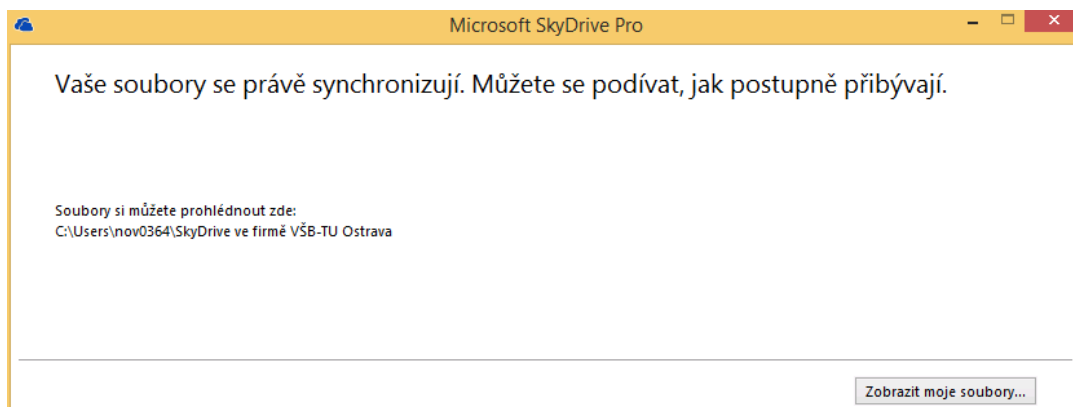 Microsoft SkyDrive Pro
Vaše soubory se právě synchronizují. Můžete se podívat, jak postupně přibývají.
Soubory si můžete prohlédnout zde:
C:\Users\nov0364\SkyDrive ve firmě VŠB-TU Ostrava
Zobrazit moje soubory...